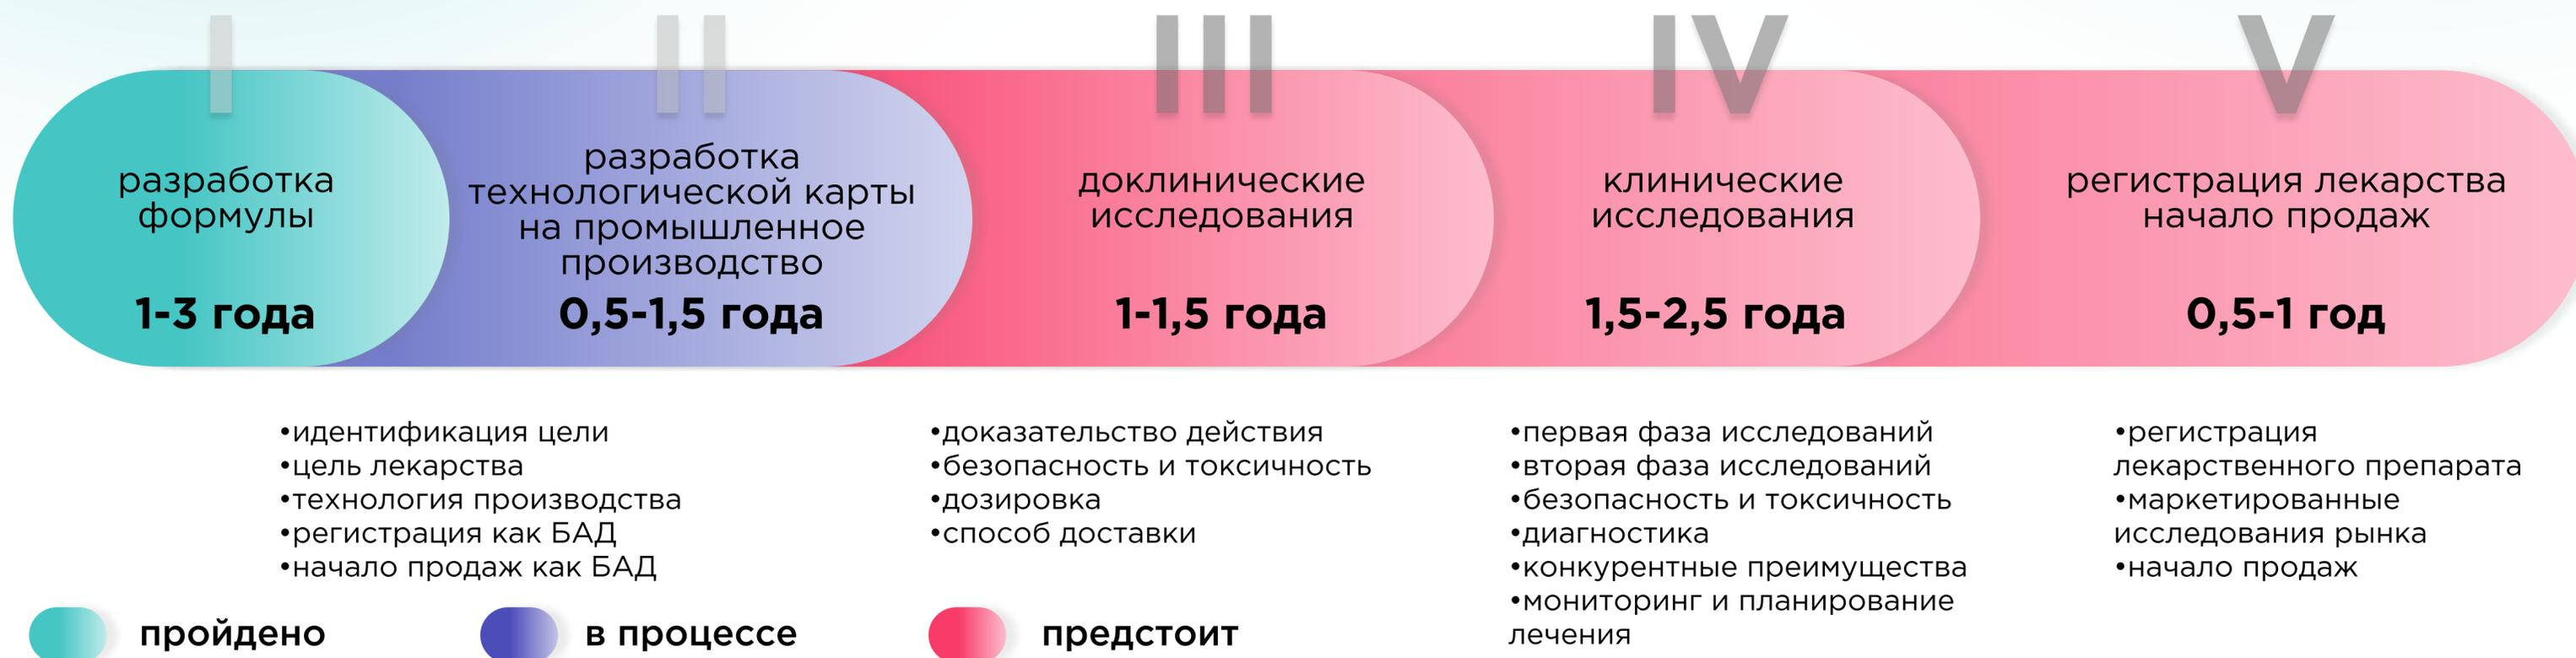 I
разработка
формулы
1-3 года
II
разработка
технологической карты
на промышленное
производство
0,5-1,5 года
III
доклинические
исследования
1-1,5 года
IV
клинические
исследования
1,5-2,5 года
V
регистрация лекарства
начало продаж
0,5-1 год
•идентификация цели
•цель лекарства
•технология производства
•регистрация как БАД
•начало продаж как БАД
•доказательство действия
•безопасность и токсичность
•дозировка
•способ доставки
•первая фаза исследований
•вторая фаза исследований
•безопасность и токсичность
•диагностика
•конкурентные преимущества
•мониторинг и планирование
лечения
•регистрация
лекарственного препарата
•маркетированные
исследования рынка
•начало продаж
пройдено
в процессе
предстоит